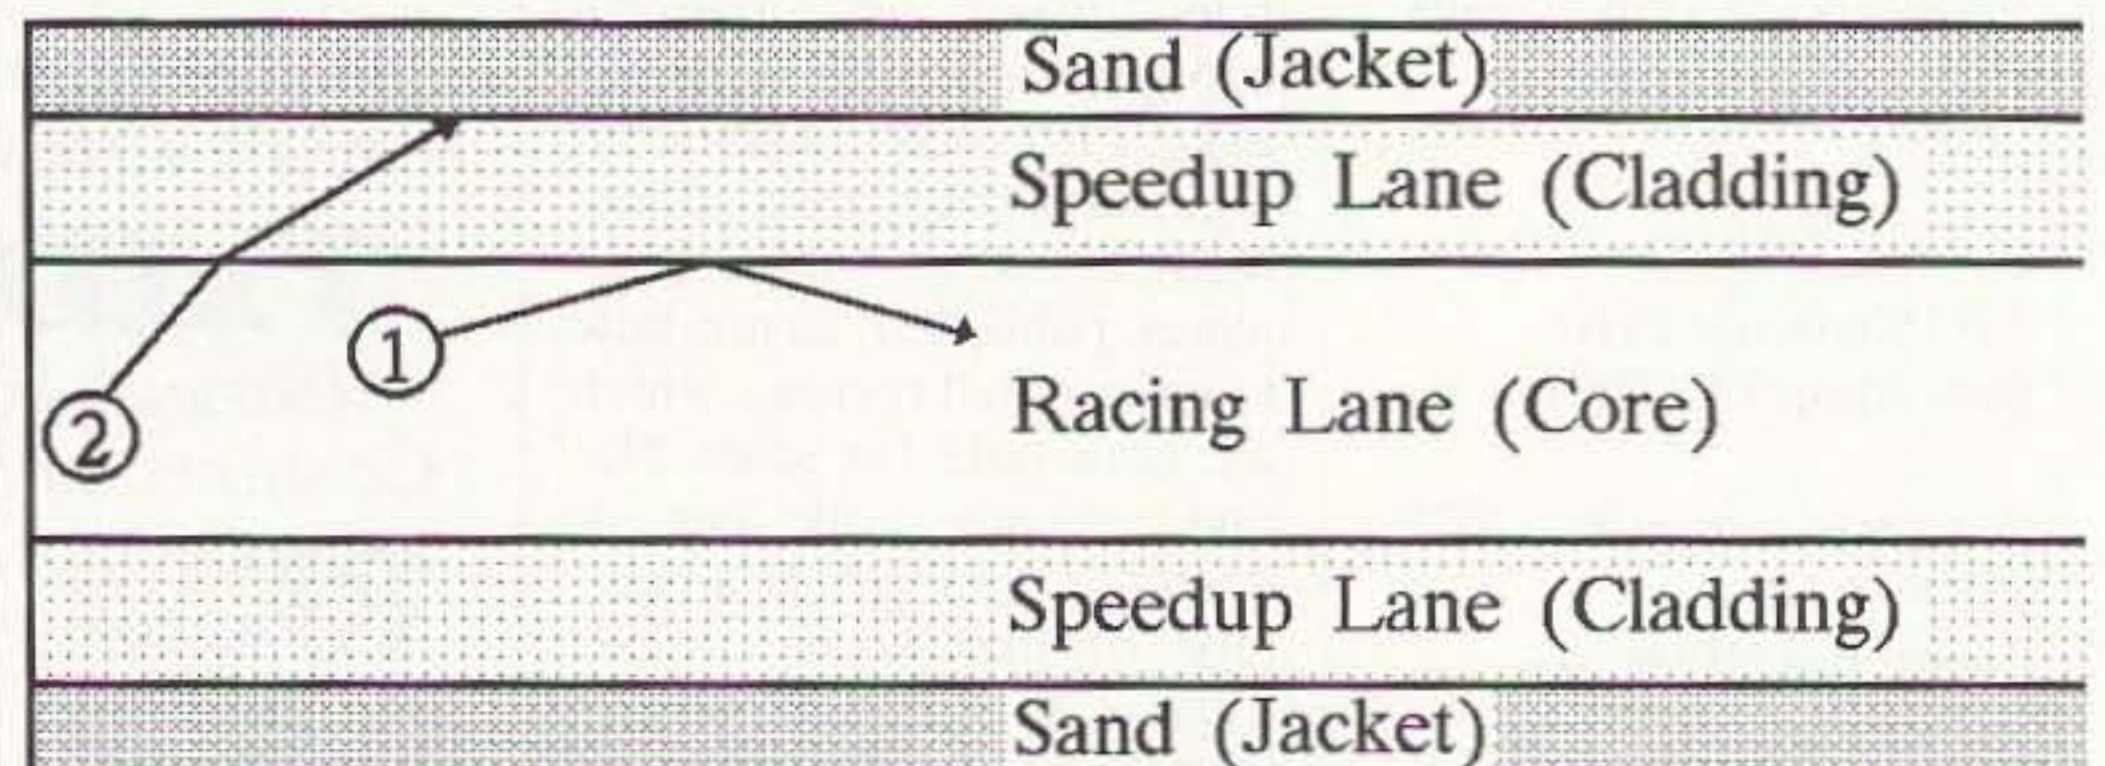 Sand (Jacket)
Speedup Lane (Cladding)
1
2
Racing Lane (Core)
Speedup Lane (Cladding)
Sand (Jacket)